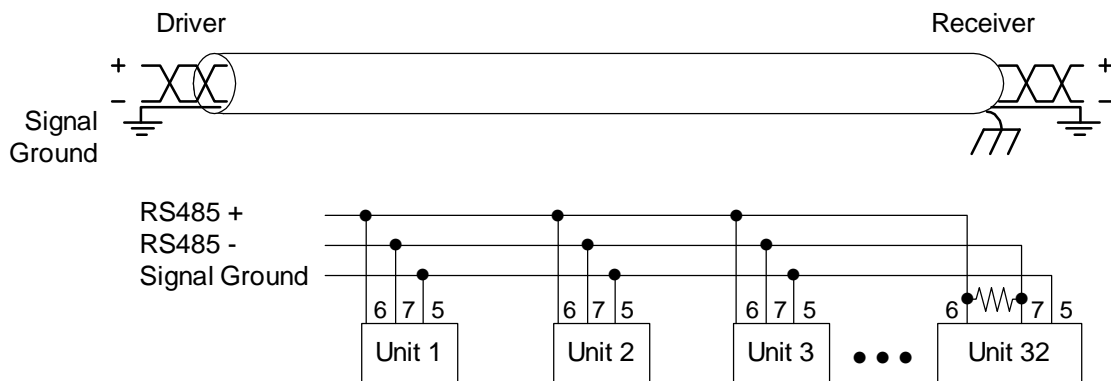 Driver
Receiver
+
+
–
–
Signal
Ground
RS485 +
RS485 -
Signal Ground
6 7 5
6 7 5
6 7 5
6 7 5
Unit 1
Unit 2
Unit 3
Unit 32